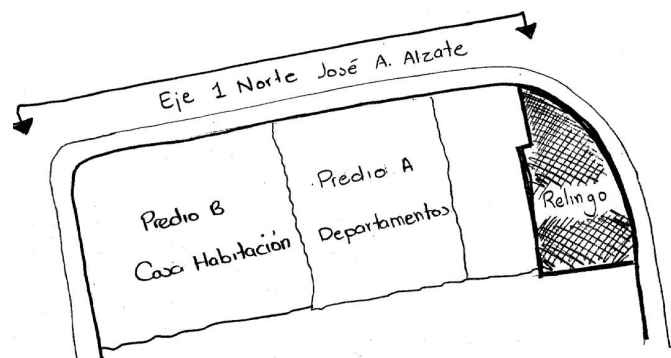 Eje 1 Norte José A. Alzate
Predio B
Casa Habitación
Predio A
Departamentos
Relingo